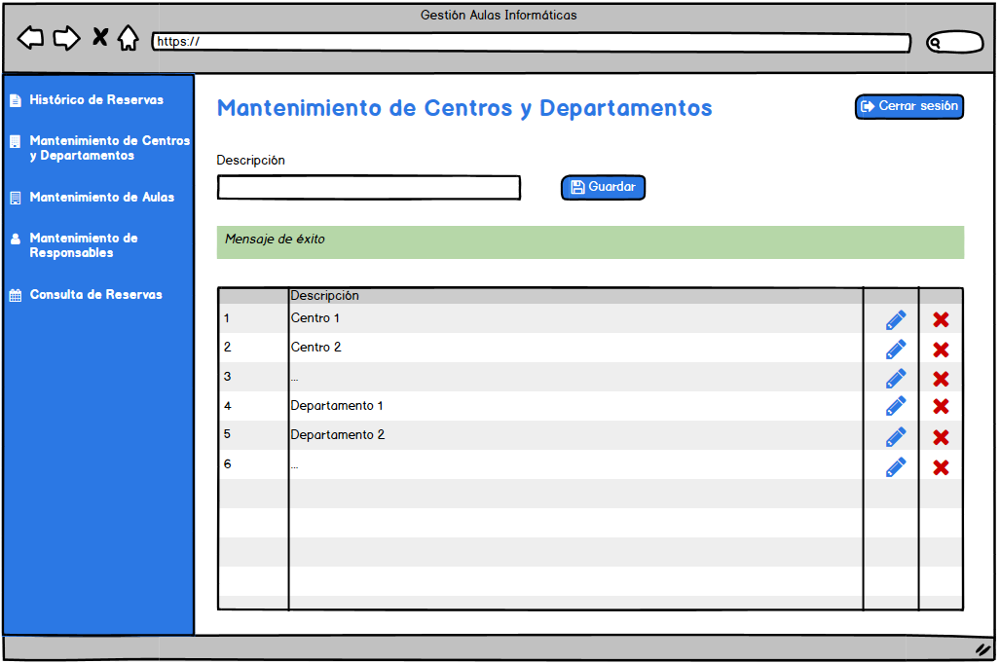 Gestión Aulas Informáticas
https://
Histórico de Reservas
Mantenimiento de Centros
y Departamentos
Mantenimiento de Aulas
Mantenimiento de
Responsables
Consulta de Reservas
Mantenimiento de Centros y Departamentos
Cerrar sesión
Descripción
Guardar
Mensaje de éxito
Descripción
1 Centro 1
2 Centro 2
3 ...
4 Departamento 1
5 Departamento 2
6 ...